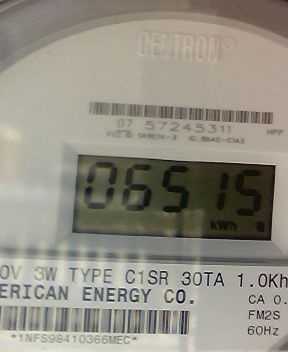 CENTRON®
07 57245311 HPP
06515
kWh
0V 3W TYPE C1SR 30TA 1.0Kh
ERICAN ENERGY CO. CA 0.
FM2S
60Hz
*1NFS98410366MEC*